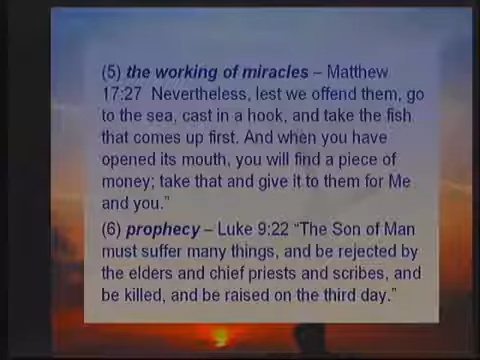 (5) the working of miracles – Matthew
17:27 Nevertheless, lest we offend them, go
to the sea, cast in a hook, and take the fish
that comes up first. And when you have
opened its mouth, you will find a piece of
money; take that and give it to them for Me
and you.”
(6) prophecy – Luke 9:22 “The Son of Man
must suffer many things, and be rejected by
the elders and chief priests and scribes, and
be killed, and be raised on the third day.”